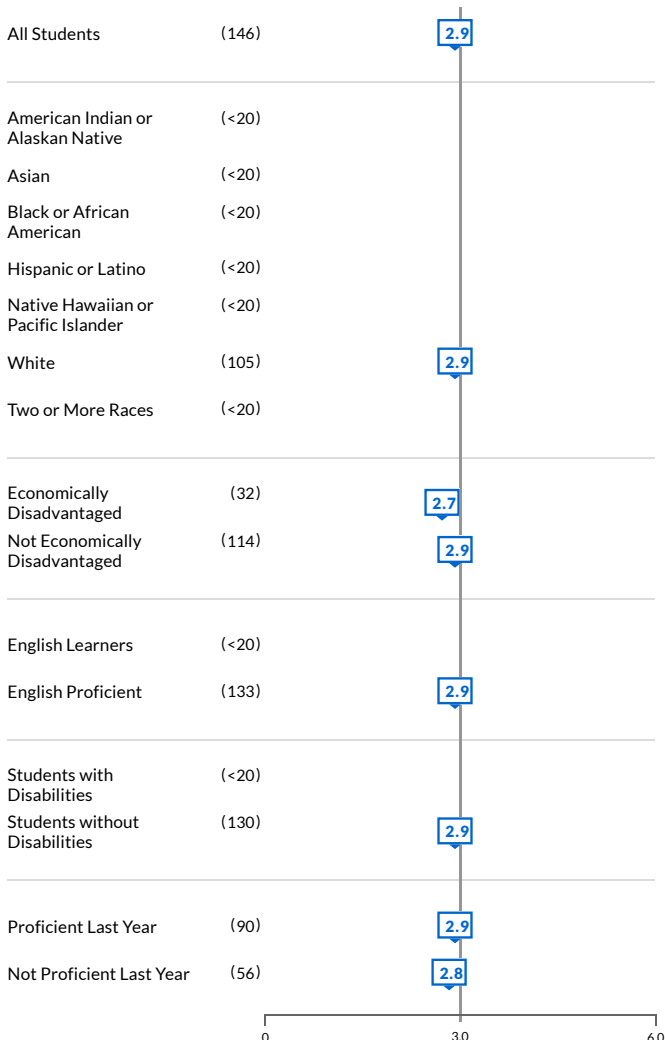 All Students (146) 2.9
American Indian or (<20)
Alaskan Native
Asian (<20)
Black or African (<20)
American
Hispanic or Latino (<20)
Native Hawaiian or (<20)
Pacific Islander
White (105) 2.9
Two or More Races (<20)
Economically (32) 2.7
Disadvantaged
Not Economically (114) 2.9
Disadvantaged
English Learners (<20)
English Proficient (133) 2.9
Students with (<20)
Disabilities
Students without (130) 2.9
Disabilities
Proficient Last Year (90) 2.9
Not Proficient Last Year (56) 2.8
0 3.0 6.0